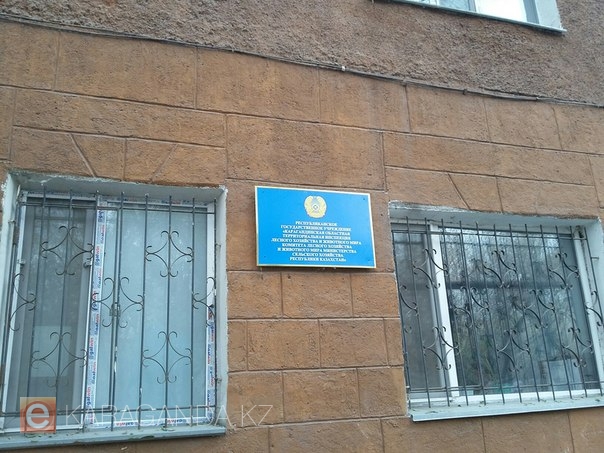 РЕСПУБЛИКАНСКОЕ
ГОСУДАРСТВЕННОЕ УЧРЕЖДЕНИЕ
«КАРАГАНДИНСКАЯ ОБЛАСТНАЯ
ТЕРРИТОРИАЛЬНАЯ ИНСПЕКЦИЯ
ЛЕСНОГО ХОЗЯЙСТВА И ЖИВОТНОГО МИРА
КОМИТЕТА ЛЕСНОГО ХОЗЯЙСТВА
И ЖИВОТНОГО МИРА МИНИСТЕРСТВА
СЕЛЬСКОГО ХОЗЯЙСТВА
РЕСПУБЛИКИ КАЗАХСТАН»
e KARAGANDA.KZ